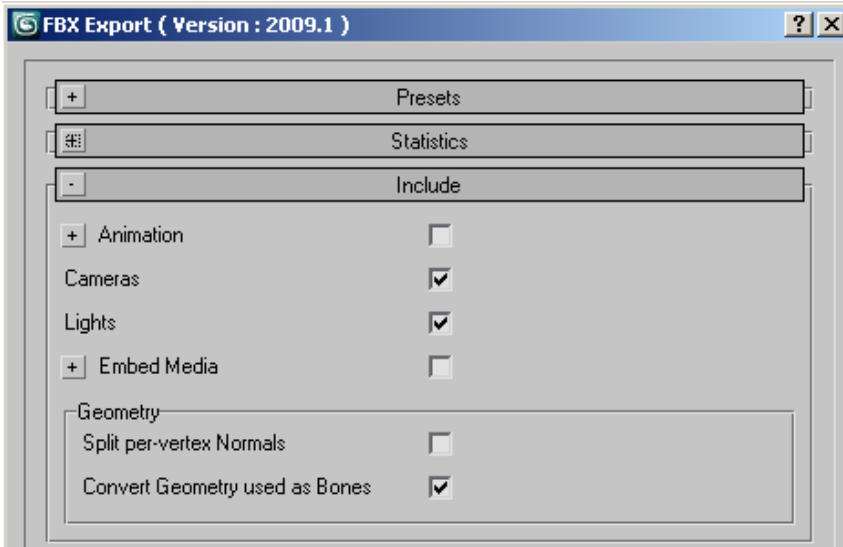 FBX Export ( Version : 2009.1 )
Presets
Statistics
Include
Animation
Cameras
Lights
Embed Media
Geometry
Split per-vertex Normals
Convert Geometry used as Bones